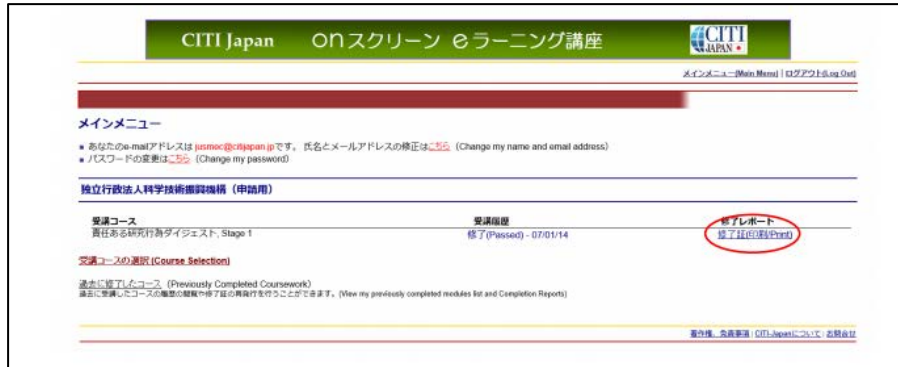 CITI Japan onスクリーン eラーニング講座
CITI JAPAN
メインメニュー(Main Menu) | ログアウト(Log Out)
メインメニュー
あなたのe-mailアドレスは jusmec@citijapan.jpです。 氏名とメールアドレスの修正はこちら (Change my name and email address)
パスワードの変更はこちら (Change my password)
独立行政法人科学技術振興機構(申請用)
受講コース 受講履歴 修了レポート
責任ある研究行為ダイジェスト, Stage 1 修了(Passed) - 07/01/14 修了証(印刷/Print)
受講コースの選択 (Course Selection)
過去に修了したコース (Previously Completed Coursework)
過去に受講したコースの履歴の閲覧や修了証の再発行を行うことができます。(View my previously completed modules list and Completion Reports)
著作権、免責事項 | CITI-Japanについて | お問合せ